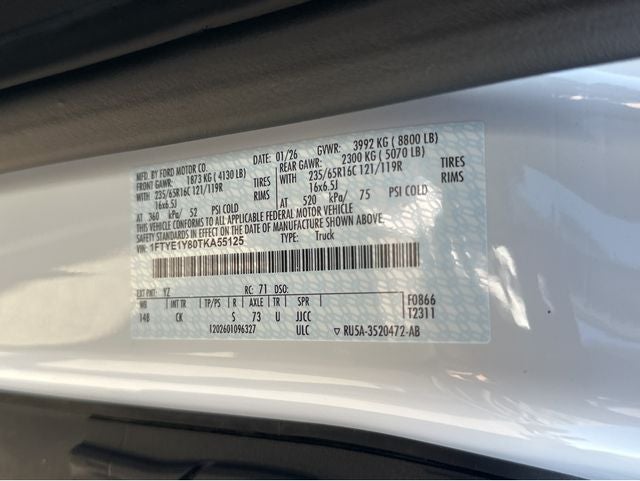 MFD. BY FORD MOTOR CO.
DATE: 01/26 GVWR: 3992 KG ( 8800 LB)
FRONT GAWR: 1873 KG ( 4130 LB)
REAR GAWR: 2300 KG ( 5070 LB)
WITH 235/65R16C 121/119R TIRES
WITH 235/65R16C 121/119R TIRES
16x6.5J RIMS
16x6.5J RIMS
AT 360 kPa/ 52 PSI COLD
AT 520 kPa/ 75 PSI COLD
THIS VEHICLE CONFORMS TO ALL APPLICABLE FEDERAL MOTOR VEHICLE
SAFETY STANDARDS IN EFFECT ON THE DATE OF MANUFACTURE SHOWN ABOVE.
1FTYE1Y80TKA55125 TYPE: Truck
EXT PNT: YZ RC: 71 DSO:
WB INT TR TP/PS R AXLE TR SPR
148 CK S 73 U JJCC
F0866
T2311
1202601096327 ULC ▽ RU5A-3520472-AB